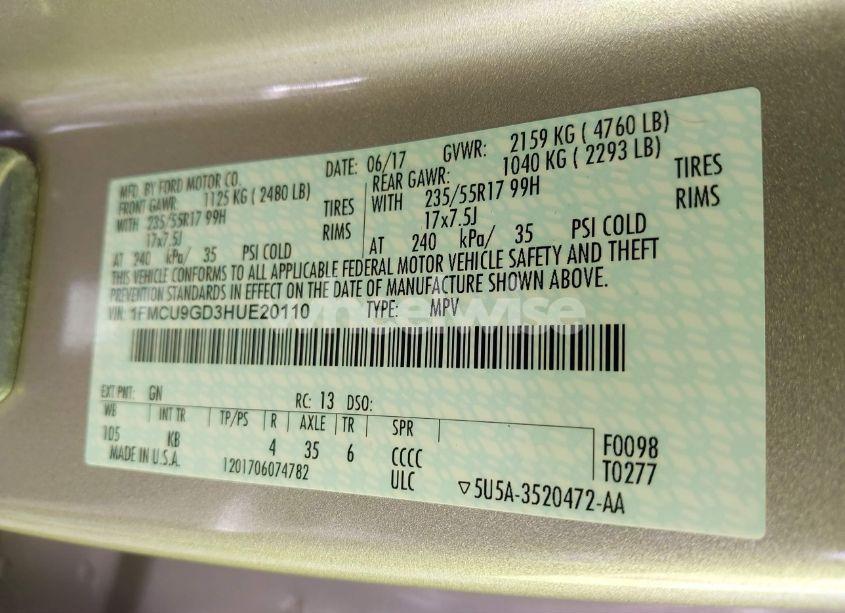 MFD. BY FORD MOTOR CO.
DATE: 06/17 GVWR: 2159 KG ( 4760 LB)
FRONT GAWR: 1125 KG ( 2480 LB)
WITH 235/55R17 99H TIRES
17x7.5J RIMS
AT 240 kPa/ 35 PSI COLD
REAR GAWR: 1040 KG ( 2293 LB)
WITH 235/55R17 99H TIRES
17x7.5J RIMS
AT 240 kPa/ 35 PSI COLD
THIS VEHICLE CONFORMS TO ALL APPLICABLE FEDERAL MOTOR VEHICLE SAFETY AND THEFT
PREVENTION STANDARDS IN EFFECT ON THE DATE OF MANUFACTURE SHOWN ABOVE.
VIN: 1FMCU9GD3HUE20110 TYPE: MPV
wheelwise
EXT PNT: GN RC: 13 DSO:
WB INT TR TP/PS R AXLE TR SPR
105 KB 4 35 6 CCCC
F0098
MADE IN U.S.A. 1201706074782 ULC
T0277
▽5U5A-3520472-AA